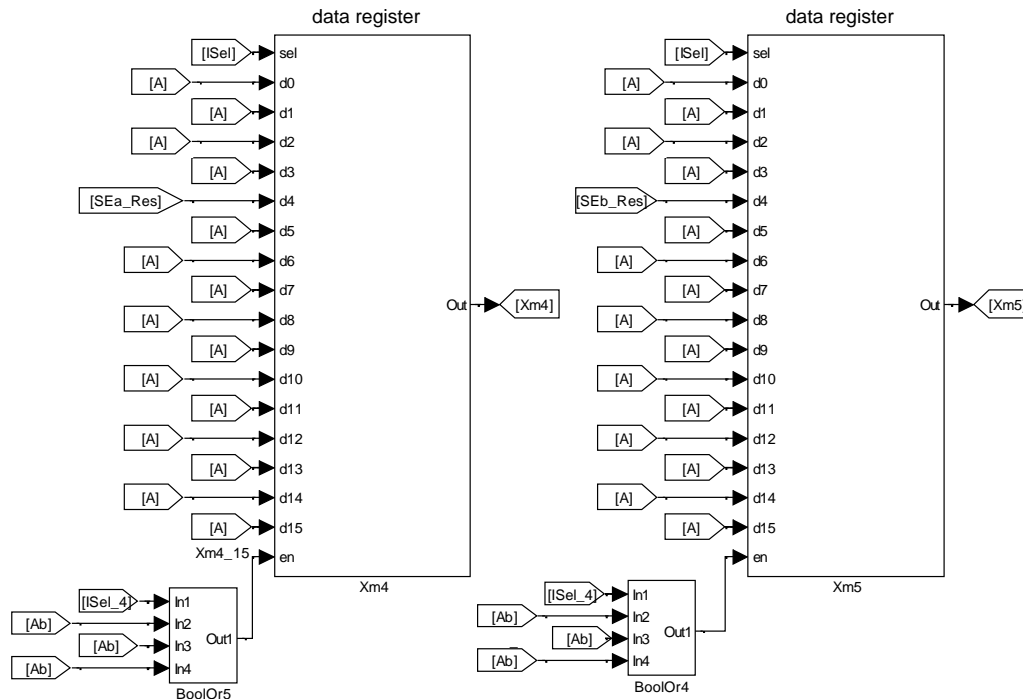 data register
[ISel]
sel
[A]
d0
[A]
d1
[A]
d2
[A]
d3
[SEa_Res]
d4
[A]
d5
[A]
d6
[A]
d7
[A]
d8
[A]
d9
[A]
d10
[A]
d11
[A]
d12
[A]
d13
[A]
d14
[A]
d15
Xm4_15
en
Out
[Xm4]
Xm4
[ISel_4]
In1
[Ab]
In2
[Ab]
In3
[Ab]
In4
Out1
BoolOr5
data register
[ISel]
sel
[A]
d0
[A]
d1
[A]
d2
[A]
d3
[SEb_Res]
d4
[A]
d5
[A]
d6
[A]
d7
[A]
d8
[A]
d9
[A]
d10
[A]
d11
[A]
d12
[A]
d13
[A]
d14
[A]
d15
en
Out
[Xm5]
Xm5
[ISel_4]
In1
[Ab]
In2
[Ab]
In3
[Ab]
In4
Out1
BoolOr4